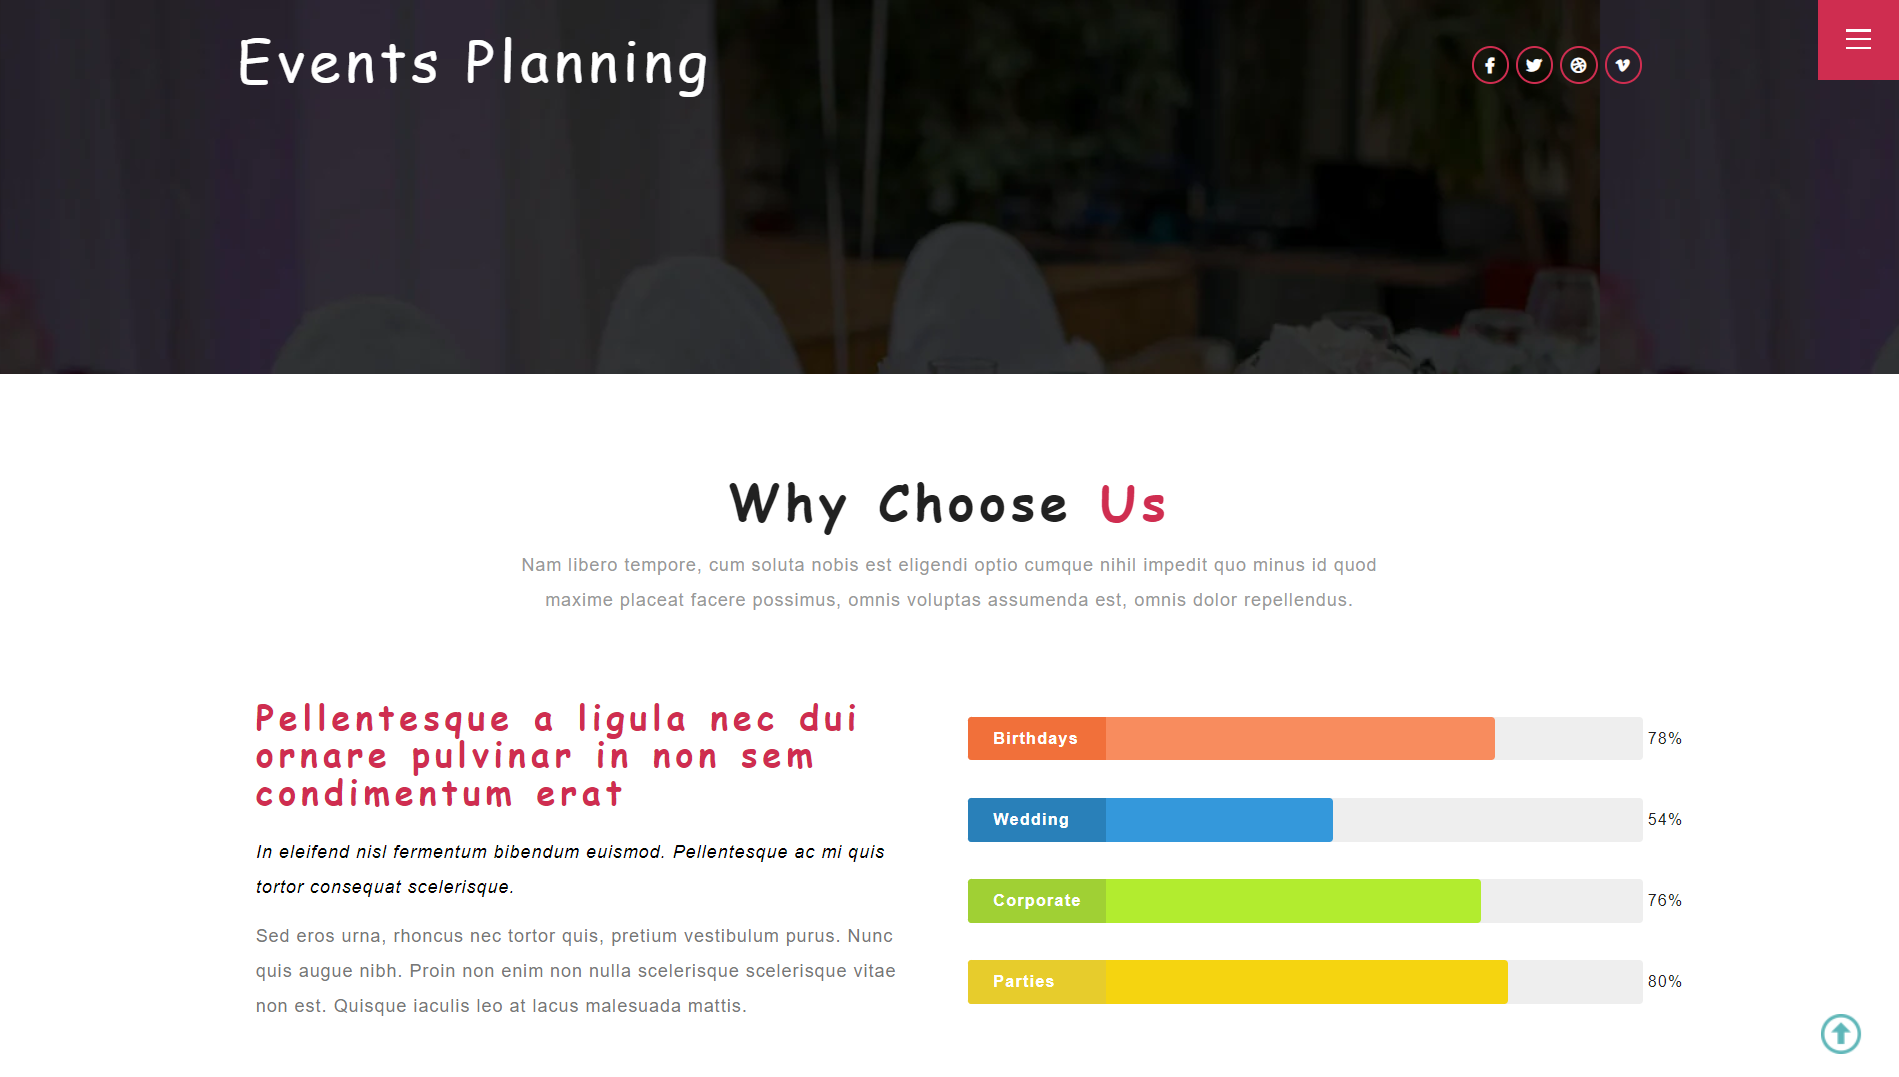 Events Planning
Why Choose Us
Nam libero tempore, cum soluta nobis est eligendi optio cumque nihil impedit quo minus id quod
maxime placeat facere possimus, omnis voluptas assumenda est, omnis dolor repellendus.
Pellentesque a ligula nec dui
ornare pulvinar in non sem
condimentum erat
In eleifend nisl fermentum bibendum euismod. Pellentesque ac mi quis
tortor consequat scelerisque.
Sed eros urna, rhoncus nec tortor quis, pretium vestibulum purus. Nunc
quis augue nibh. Proin non enim non nulla scelerisque scelerisque vitae
non est. Quisque iaculis leo at lacus malesuada mattis.
Birthdays 78%
Wedding 54%
Corporate 76%
Parties 80%